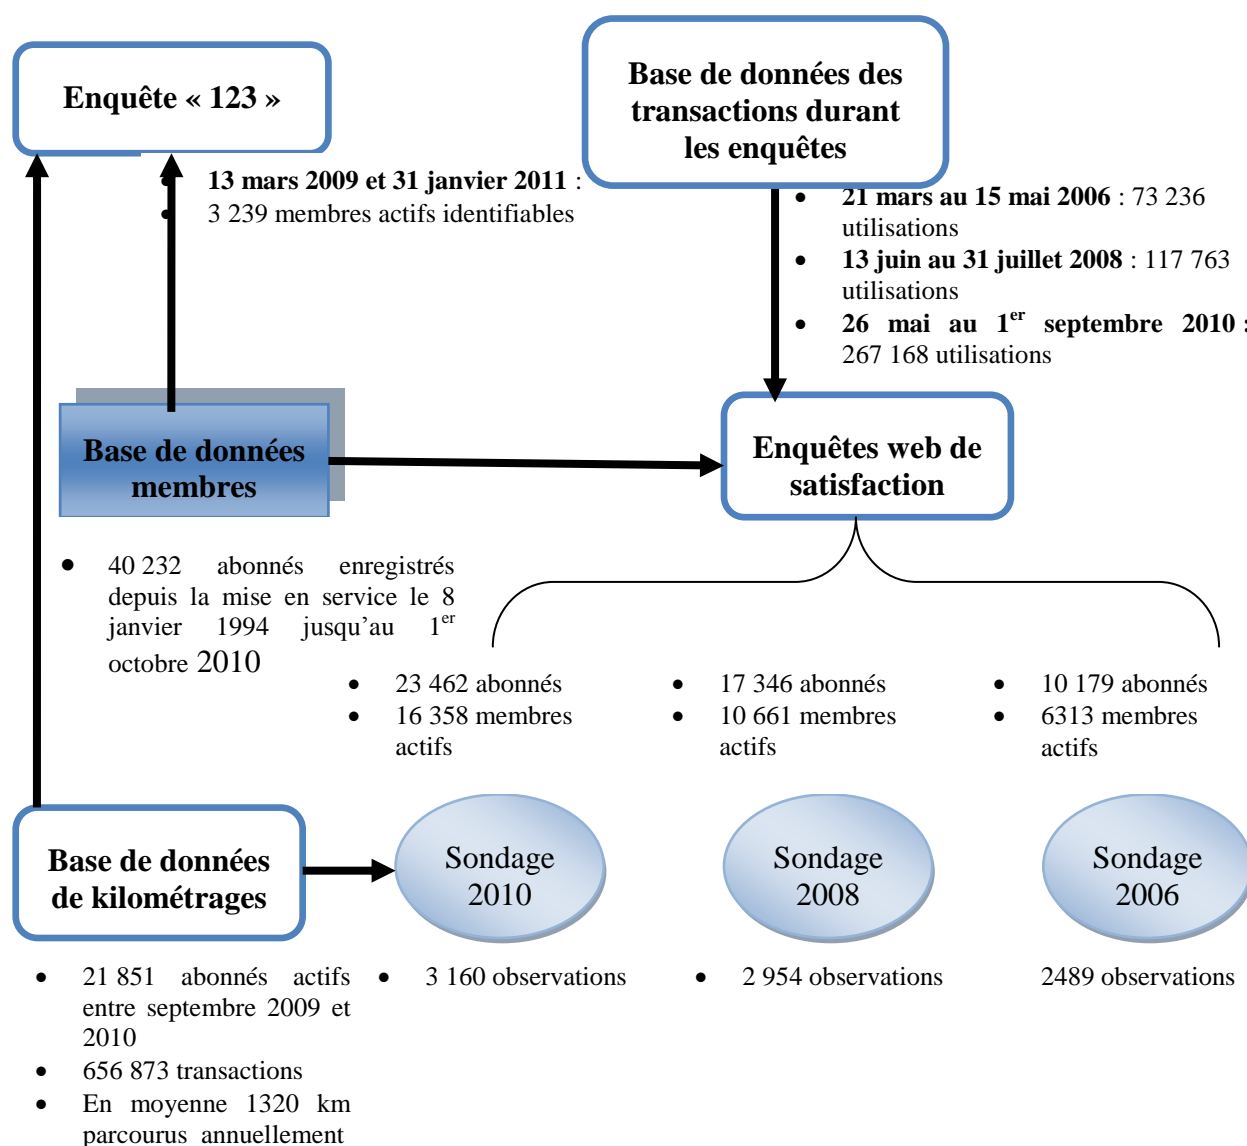 Enquête « 123 »
Base de données des
transactions durant
les enquêtes
• 13 mars 2009 et 31 janvier 2011 :
• 3 239 membres actifs identifiables
• 21 mars au 15 mai 2006 : 73 236
utilisations
• 13 juin au 31 juillet 2008 : 117 763
utilisations
• 26 mai au 1er septembre 2010 :
267 168 utilisations
Base de données
membres
Enquêtes web de
satisfaction
• 40 232 abonnés enregistrés
depuis la mise en service le 8
janvier 1994 jusqu’au 1er
octobre 2010
• 23 462 abonnés
• 16 358 membres
actifs
• 17 346 abonnés
• 10 661 membres
actifs
• 10 179 abonnés
• 6313 membres
actifs
Base de données
de kilométrages
Sondage
2010
Sondage
2008
Sondage
2006
• 21 851 abonnés actifs
entre septembre 2009 et
2010
• 656 873 transactions
• En moyenne 1320 km
parcourus annuellement
• 3 160 observations
• 2 954 observations
2489 observations